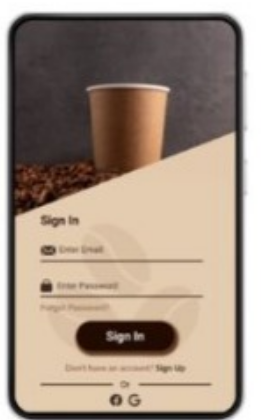 Sign In
Enter Email
Enter Password
Forgot Password?
Sign In
Don't have an account? Sign Up
Or
G